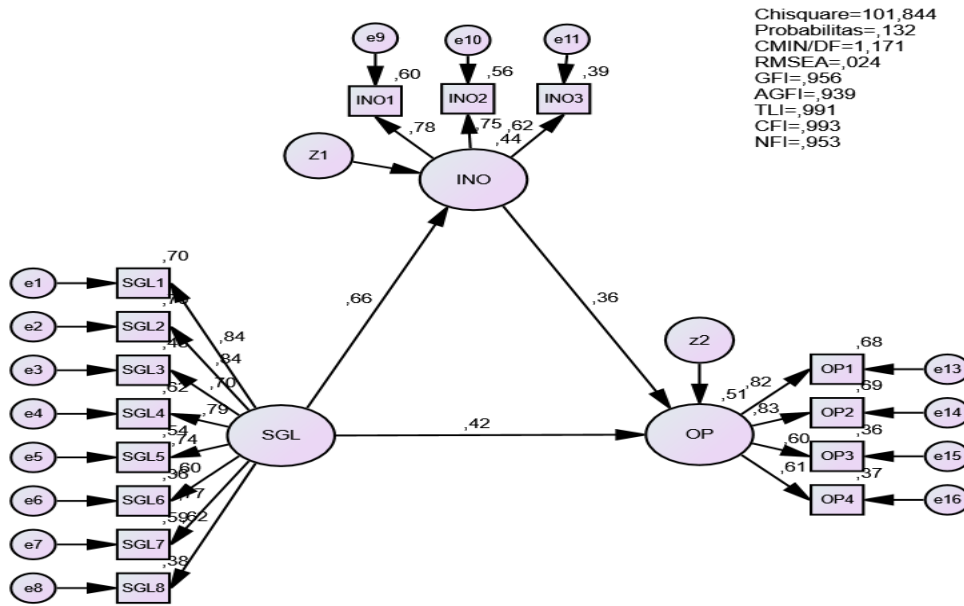 Chisquare=101,844
Probabilitas=,132
CMIN/DF=1,171
RMSEA=,024
GFI=,956
AGFI=,939
TLI=,991
CFI=,993
NFI=,953
e9
e10
e11
,60
,56
,39
INO1
INO2
INO3
,78
,75
,62
,44
Z1
INO
,66
,36
,70
e1
SGL1
e2
SGL2
,84
e3
SGL3
,84
,70
,62
e4
SGL4
,79
,54
e5
SGL5
,74
,60
e6
SGL6
,59
,62
e7
SGL7
,38
e8
SGL8
SGL
,42
z2
,51
OP
,68
,82
OP1
e13
,69
,83
OP2
e14
,36
,60
OP3
e15
,37
,61
OP4
e16